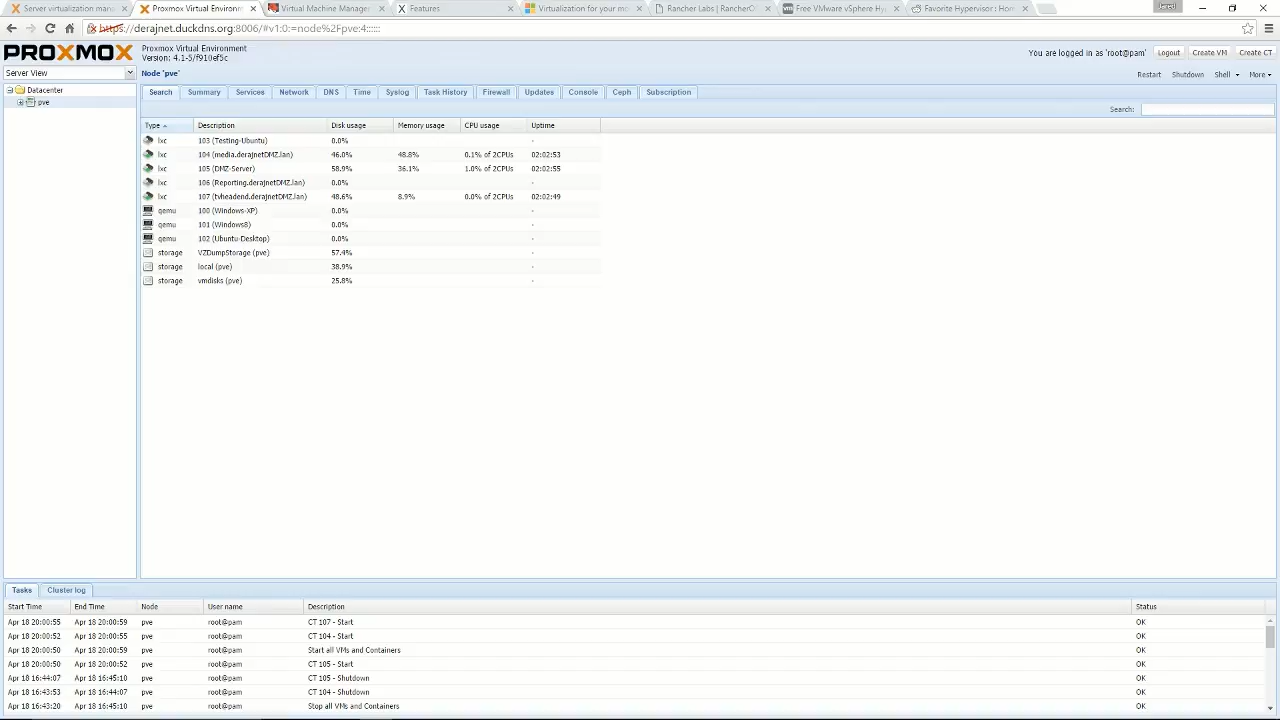 Server virtualization mana
Proxmox Virtual Environm
Virtual Machine Manager
Features
Virtualization for your mo
Rancher Labs | RancherO
Free VMware vSphere Hyp
Favorite Hypervisor: Hom
https://derajnet.duckdns.org:8006/#v1:0:=node%2Fpve:4::::::
PROXMOX
Proxmox Virtual Environment
Version: 4.1-5/f910ef5c
You are logged in as 'root@pam'
Logout
Create VM
Create CT
Server View
Node 'pve'
Restart Shutdown Shell More
Datacenter
pve
Search Summary Services Network DNS Time Syslog Task History Firewall Updates Console Ceph Subscription
Search:
Type Description Disk usage Memory usage CPU usage Uptime
lxc 103 (Testing-Ubuntu) 0.0% -
lxc 104 (media.derajnetDMZ.lan) 46.0% 48.8% 0.1% of 2CPUs 02:02:53
lxc 105 (DMZ-Server) 58.9% 36.1% 1.0% of 2CPUs 02:02:55
lxc 106 (Reporting.derajnetDMZ.lan) 0.0% -
lxc 107 (tvheadend.derajnetDMZ.lan) 48.6% 8.9% 0.0% of 2CPUs 02:02:49
qemu 100 (Windows-XP) 0.0% -
qemu 101 (Windows8) 0.0% -
qemu 102 (Ubuntu-Desktop) 0.0% -
storage VZDumpStorage (pve) 57.4% -
storage local (pve) 38.9% -
storage vmdisks (pve) 25.8% -
Tasks Cluster log
Start Time End Time Node User name Description Status
Apr 18 20:00:55 Apr 18 20:00:59 pve root@pam CT 107 - Start OK
Apr 18 20:00:52 Apr 18 20:00:55 pve root@pam CT 104 - Start OK
Apr 18 20:00:50 Apr 18 20:00:59 pve root@pam Start all VMs and Containers OK
Apr 18 20:00:50 Apr 18 20:00:52 pve root@pam CT 105 - Start OK
Apr 18 16:44:07 Apr 18 16:45:10 pve root@pam CT 105 - Shutdown OK
Apr 18 16:43:53 Apr 18 16:44:07 pve root@pam CT 104 - Shutdown OK
Apr 18 16:43:20 Apr 18 16:45:10 pve root@pam Stop all VMs and Containers OK